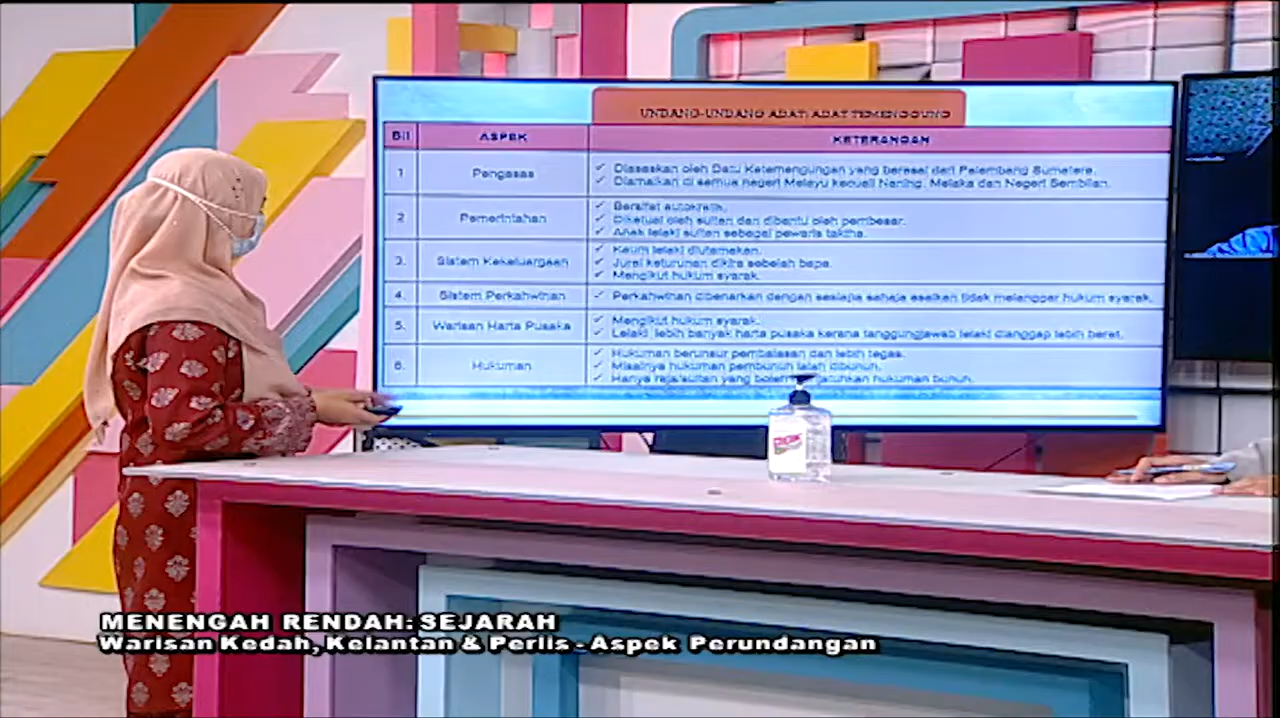 UNDANG-UNDANG ADAT: ADAT TEMENGGUNG
Bil ASPEK KETERANGAN
1 Pengasas
✓ Diasaskan oleh Datu Ketemengungan yang berasal dari Palembang Sumatera.
✓ Diamalkan di semua negeri Melayu kecuali Naning, Melaka dan Negeri Sembilan.
2 Pemerintahan
✓ Bersifat autokratik.
✓ Diketuai oleh sultan dan dibantu oleh pembesar.
✓ Anak lelaki sultan sebagai pewaris takhta.
3. Sistem Kekeluargaan
✓ Kaum lelaki diutamakan.
✓ Jurai keturunan dikira sebelah bapa.
✓ Mengikut hukum syarak.
4. Sistem Perkahwinan
✓ Perkahwinan dibenarkan dengan sesiapa sahaja asalkan tidak melanggar hukum syarak.
5. Warisan Harta Pusaka
✓ Mengikut hukum syarak.
✓ Lelaki lebih banyak harta pusaka kerana tanggungjawab lelaki dianggap lebih berat.
6. Hukuman
✓ Hukuman berunsur pembalasan dan lebih tegas.
✓ Misalnya hukuman pembunuh ialah dibunuh.
✓ Hanya raja/sultan yang boleh jatuhkan hukuman bunuh.
MENENGAH RENDAH: SEJARAH
Warisan Kedah, Kelantan & Perlis - Aspek Perundangan